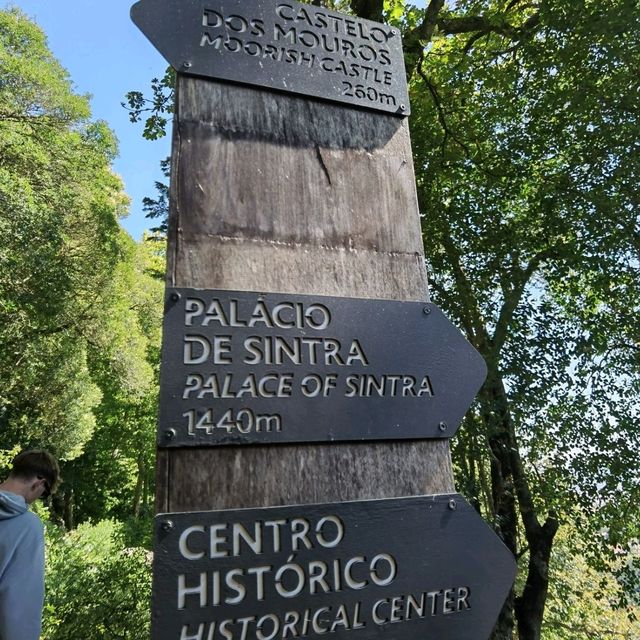 CASTELO
DOS MOUROS
MOORISH CASTLE
260m
PALÁCIO
DE SINTRA
PALACE OF SINTRA
1440m
CENTRO
HISTÓRICO
HISTORICAL CENTER